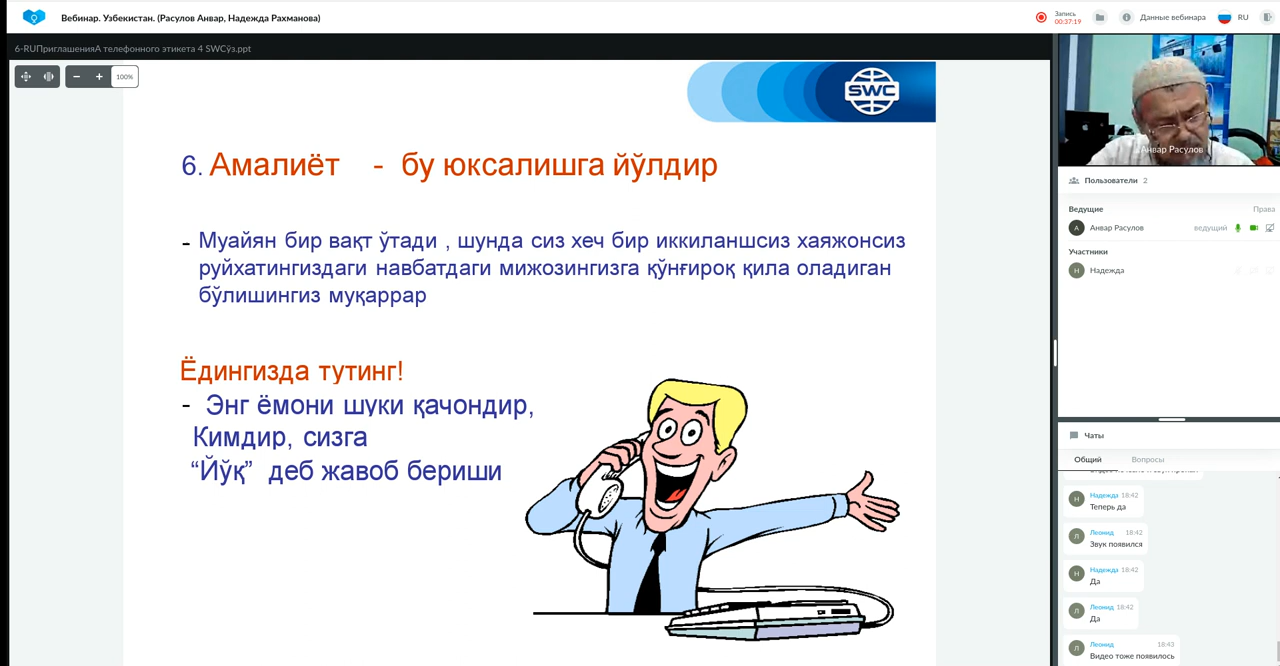 Вебинар. Узбекистан. (Расулов Анвар, Надежда Рахманова)
Запись
00:37:19
Данные вебинара
RU
6-RUПриглашенияА телефонного этикета 4 SWCўз.ppt
100%
SWC
6. Амалиёт - бу юксалишга йўлдир
- Муайян бир вақт ўтади , шунда сиз хеч бир иккиланшсиз хаяжонсиз
руйхатингиздаги навбатдаги мижозингизга қўнғироқ қила оладиган
бўлишингиз муқаррар
Ёдингизда тутинг!
- Энг ёмони шуки қачондир,
Кимдир, сизга
“Йўқ” деб жавоб бериши
Анвар Расулов
Пользователи 2
Ведущие
Права
А
Анвар Расулов
ведущий
Участники
Н
Надежда
Чаты
Общий
Вопросы
Н
Надежда 18:42
Теперь да
Л
Леонид 18:42
Звук появился
Н
Надежда 18:42
Да
Л
Леонид 18:42
Да
Л
Леонид 18:43
Видео тоже появилось